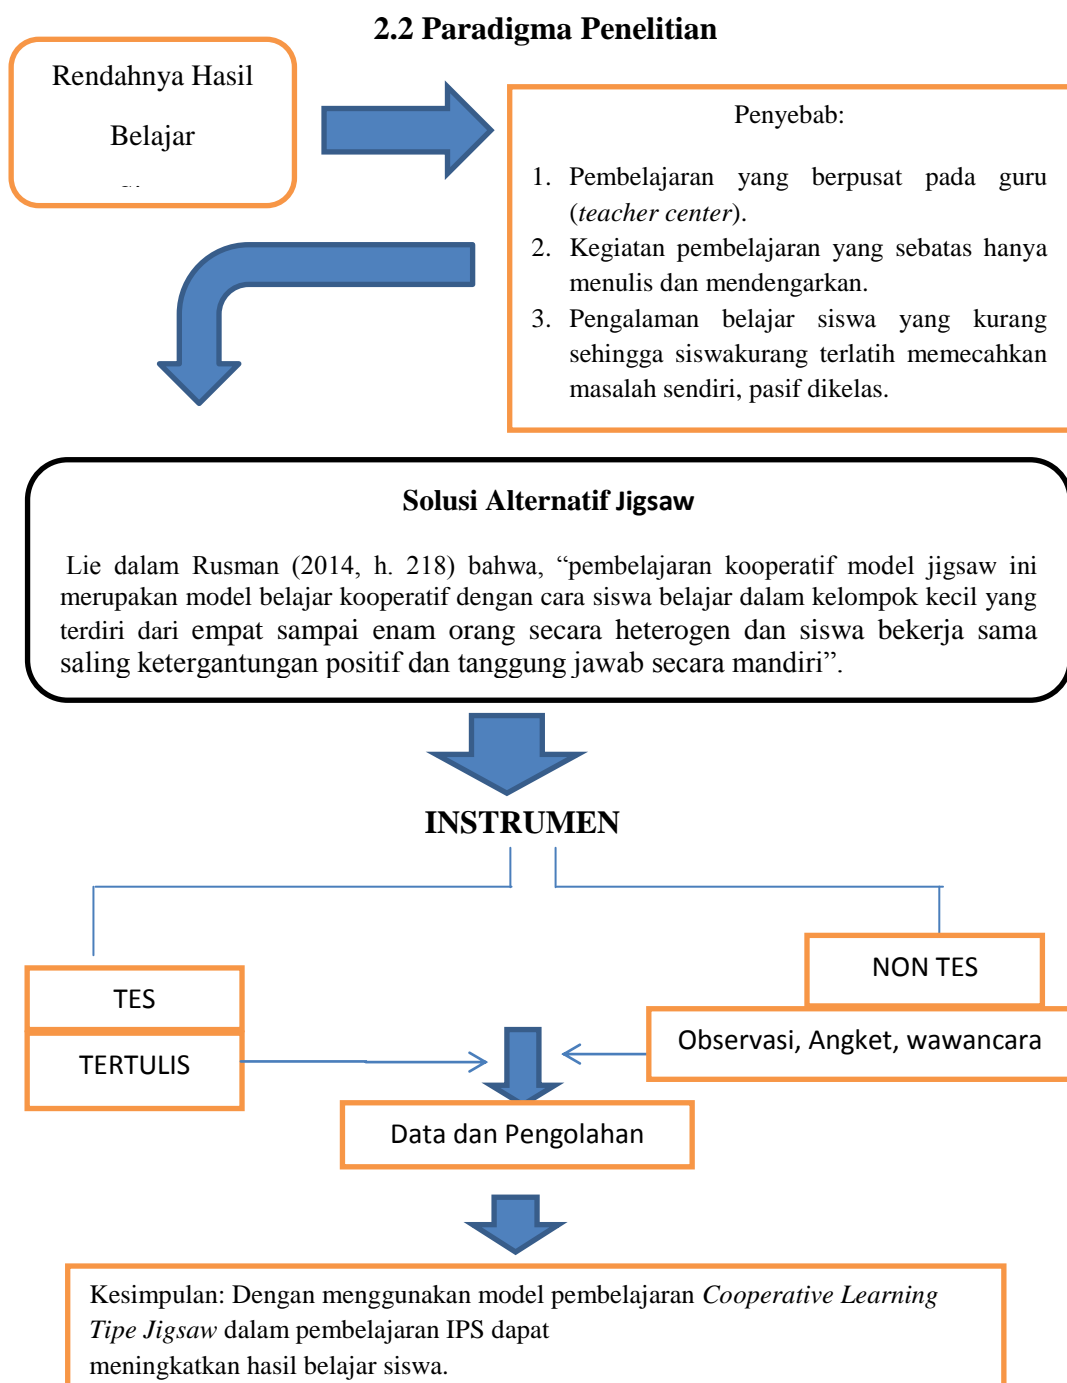 2.2 Paradigma Penelitian
Rendahnya Hasil
Belajar
Penyebab:
1. Pembelajaran yang berpusat pada guru
(teacher center).
2. Kegiatan pembelajaran yang sebatas hanya
menulis dan mendengarkan.
3. Pengalaman belajar siswa yang kurang
sehingga siswakurang terlatih memecahkan
masalah sendiri, pasif dikelas.
Solusi Alternatif Jigsaw
Lie dalam Rusman (2014, h. 218) bahwa, “pembelajaran kooperatif model jigsaw ini
merupakan model belajar kooperatif dengan cara siswa belajar dalam kelompok kecil yang
terdiri dari empat sampai enam orang secara heterogen dan siswa bekerja sama
saling ketergantungan positif dan tanggung jawab secara mandiri”.
INSTRUMEN
TES
NON TES
TERTULIS
Observasi, Angket, wawancara
Data dan Pengolahan
Kesimpulan: Dengan menggunakan model pembelajaran Cooperative Learning
Tipe Jigsaw dalam pembelajaran IPS dapat
meningkatkan hasil belajar siswa.